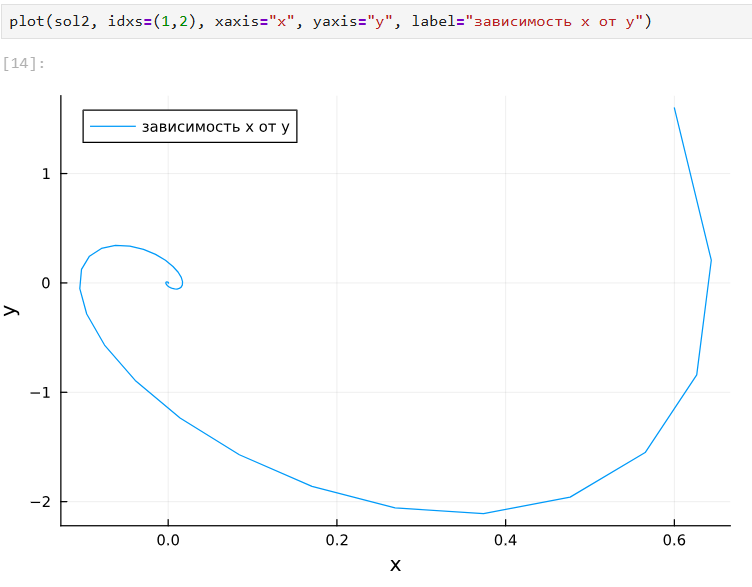 plot(sol2, idxs=(1,2), xaxis="x", yaxis="y", label="зависимость x от y")
[14]:
зависимость x от y
1
0
−1
−2
y
0.0 0.2 0.4 0.6
x